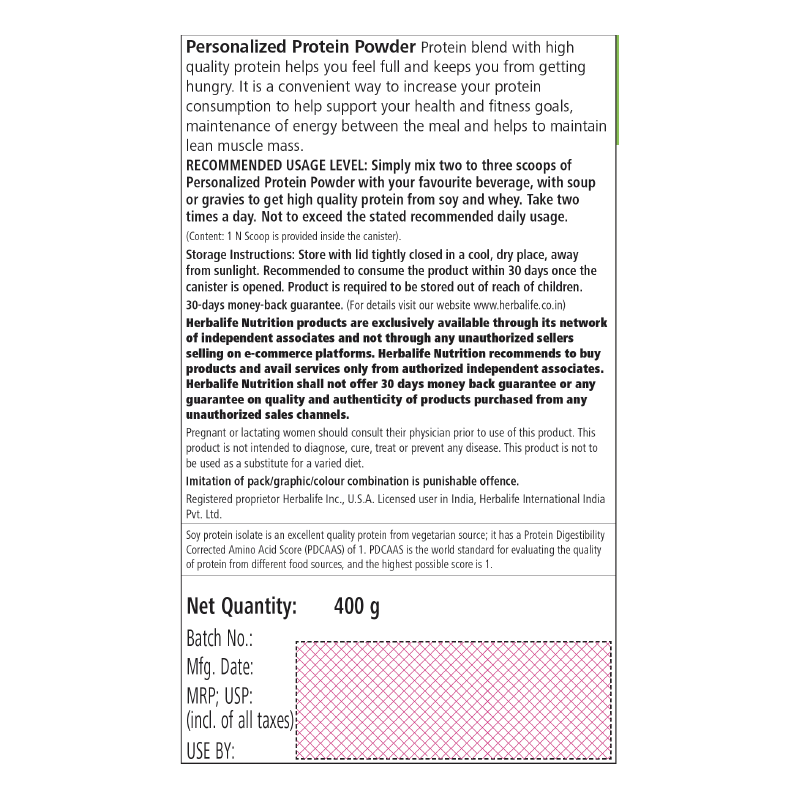 Personalized Protein Powder Protein blend with high
quality protein helps you feel full and keeps you from getting
hungry. It is a convenient way to increase your protein
consumption to help support your health and fitness goals,
maintenance of energy between the meal and helps to maintain
lean muscle mass.
RECOMMENDED USAGE LEVEL: Simply mix two to three scoops of
Personalized Protein Powder with your favourite beverage, with soup
or gravies to get high quality protein from soy and whey. Take two
times a day. Not to exceed the stated recommended daily usage.
(Content: 1 N Scoop is provided inside the canister).
Storage Instructions: Store with lid tightly closed in a cool, dry place, away
from sunlight. Recommended to consume the product within 30 days once the
canister is opened. Product is required to be stored out of reach of children.
30-days money-back guarantee. (For details visit our website www.herbalife.co.in)
Herbalife Nutrition products are exclusively available through its network
of independent associates and not through any unauthorized sellers
selling on e-commerce platforms. Herbalife Nutrition recommends to buy
products and avail services only from authorized independent associates.
Herbalife Nutrition shall not offer 30 days money back guarantee or any
guarantee on quality and authenticity of products purchased from any
unauthorized sales channels.
Pregnant or lactating women should consult their physician prior to use of this product. This
product is not intended to diagnose, cure, treat or prevent any disease. This product is not to
be used as a substitute for a varied diet.
Imitation of pack/graphic/colour combination is punishable offence.
Registered proprietor Herbalife Inc., U.S.A. Licensed user in India, Herbalife International India
Pvt. Ltd.
Soy protein isolate is an excellent quality protein from vegetarian source; it has a Protein Digestibility
Corrected Amino Acid Score (PDCAAS) of 1. PDCAAS is the world standard for evaluating the quality
of protein from different food sources, and the highest possible score is 1.
Net Quantity: 400 g
Batch No.:
Mfg. Date:
MRP; USP:
(incl. of all taxes)
USE BY: